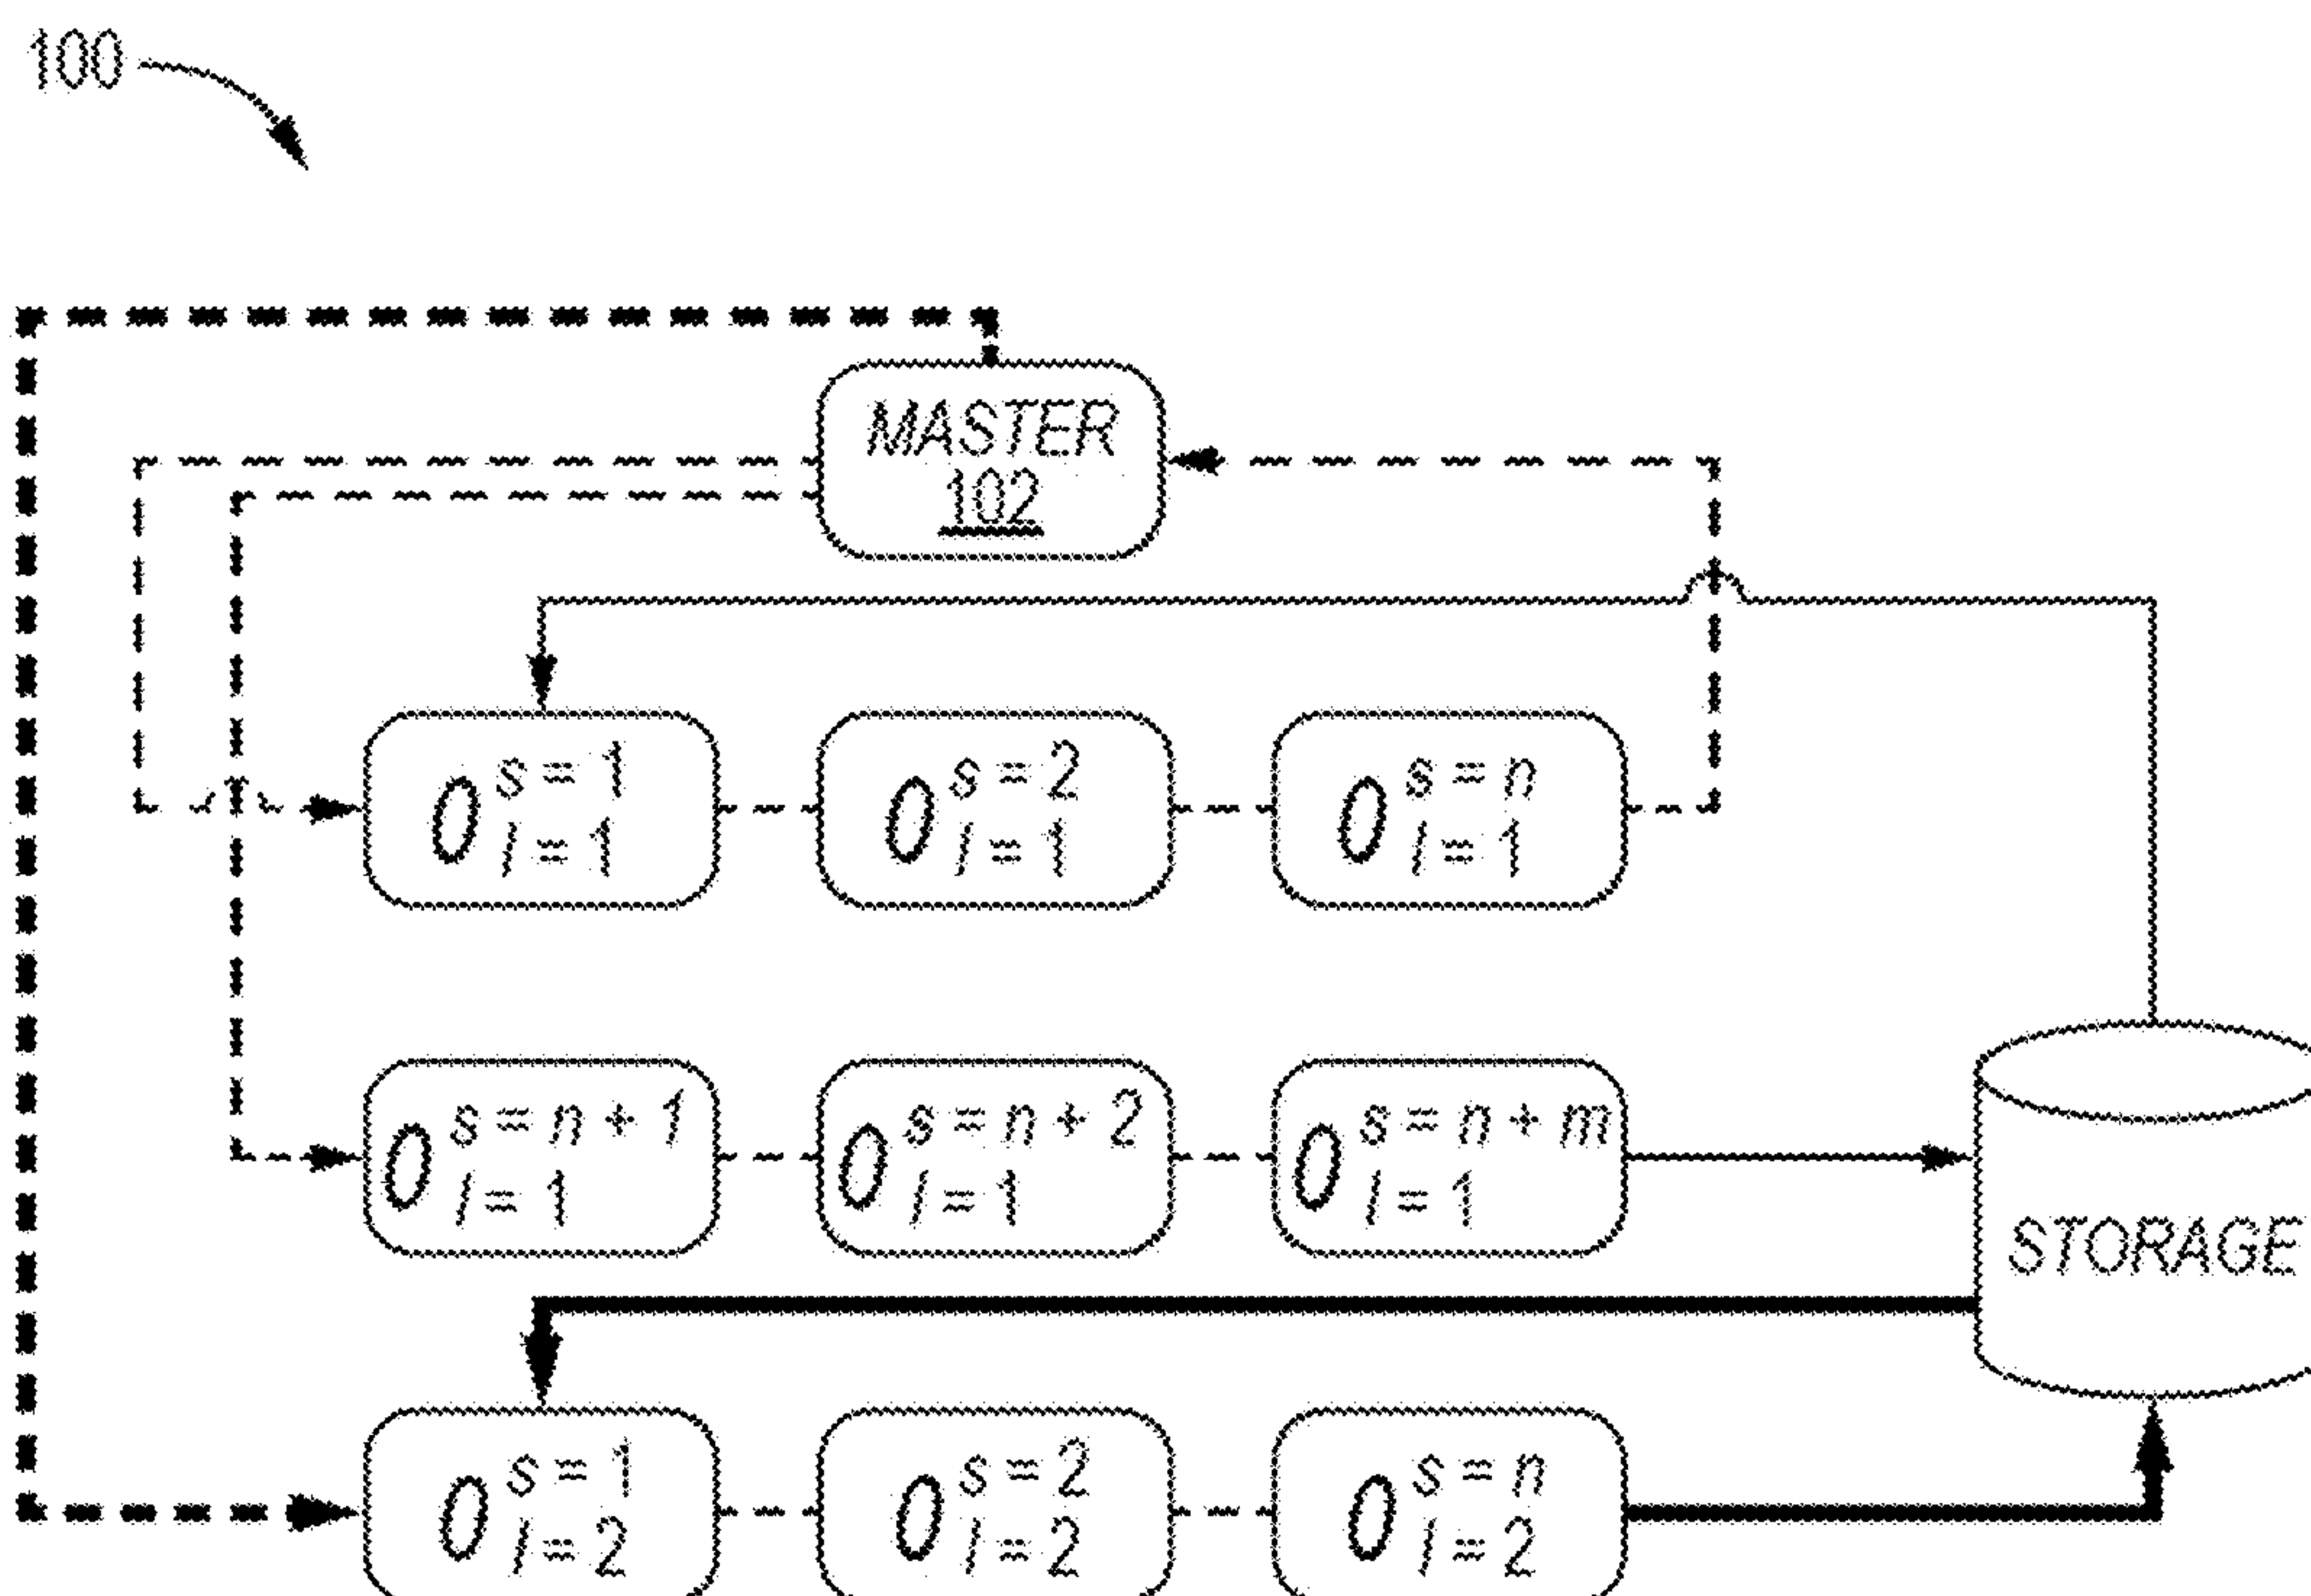 100
MASTER
102
O s = 1
l = 1
O s = 2
l = 1
O s = n
l = 1
O s = n + 1
l = 1
O s = n + 2
l = 1
O s = n + m
l = 1
STORAGE
O s = 1
l = 2
O s = 2
l = 2
O s = n
l = 2